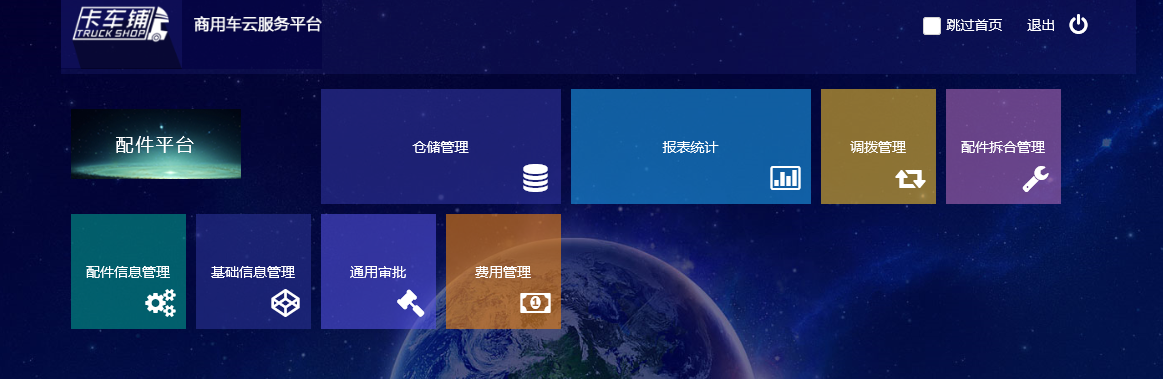 卡车铺
TRUCK SHOP
商用车云服务平台
跳过首页
退出
配件平台
仓储管理
报表统计
调拨管理
配件拆合管理
配件信息管理
基础信息管理
通用审批
费用管理